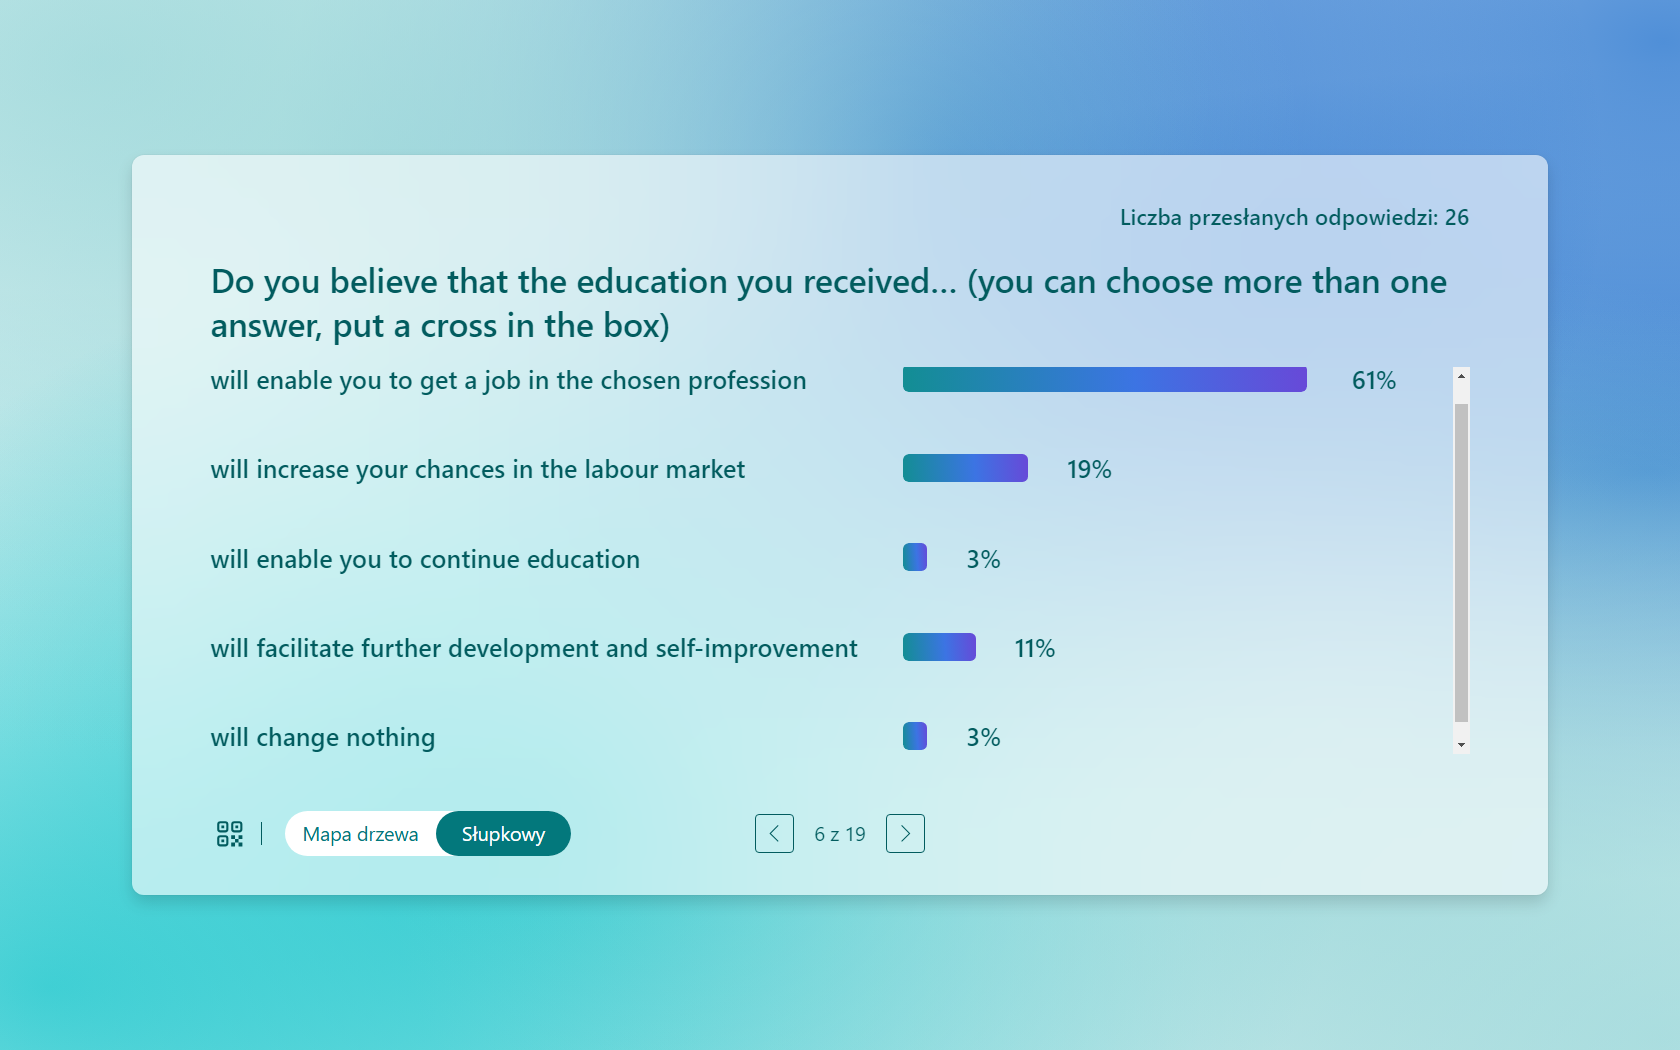 Liczba przesłanych odpowiedzi: 26
Do you believe that the education you received... (you can choose more than one
answer, put a cross in the box)
will enable you to get a job in the chosen profession 61%
will increase your chances in the labour market 19%
will enable you to continue education 3%
will facilitate further development and self-improvement 11%
will change nothing 3%
Mapa drzewa Słupkowy 6 z 19